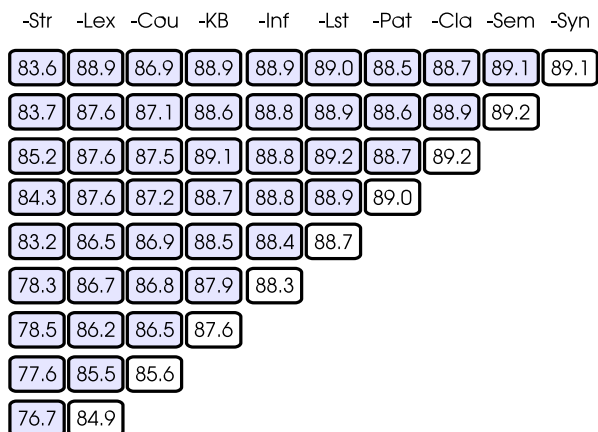 -Str -Lex -Cou -KB -Inf -Lst -Pat -Cla -Sem -Syn
83.6 88.9 86.9 88.9 88.9 89.0 88.5 88.7 89.1 89.1
83.7 87.6 87.1 88.6 88.8 88.9 88.6 88.9 89.2
85.2 87.6 87.5 89.1 88.8 89.2 88.7 89.2
84.3 87.6 87.2 88.7 88.8 88.9 89.0
83.2 86.5 86.9 88.5 88.4 88.7
78.3 86.7 86.8 87.9 88.3
78.5 86.2 86.5 87.6
77.6 85.5 85.6
76.7 84.9